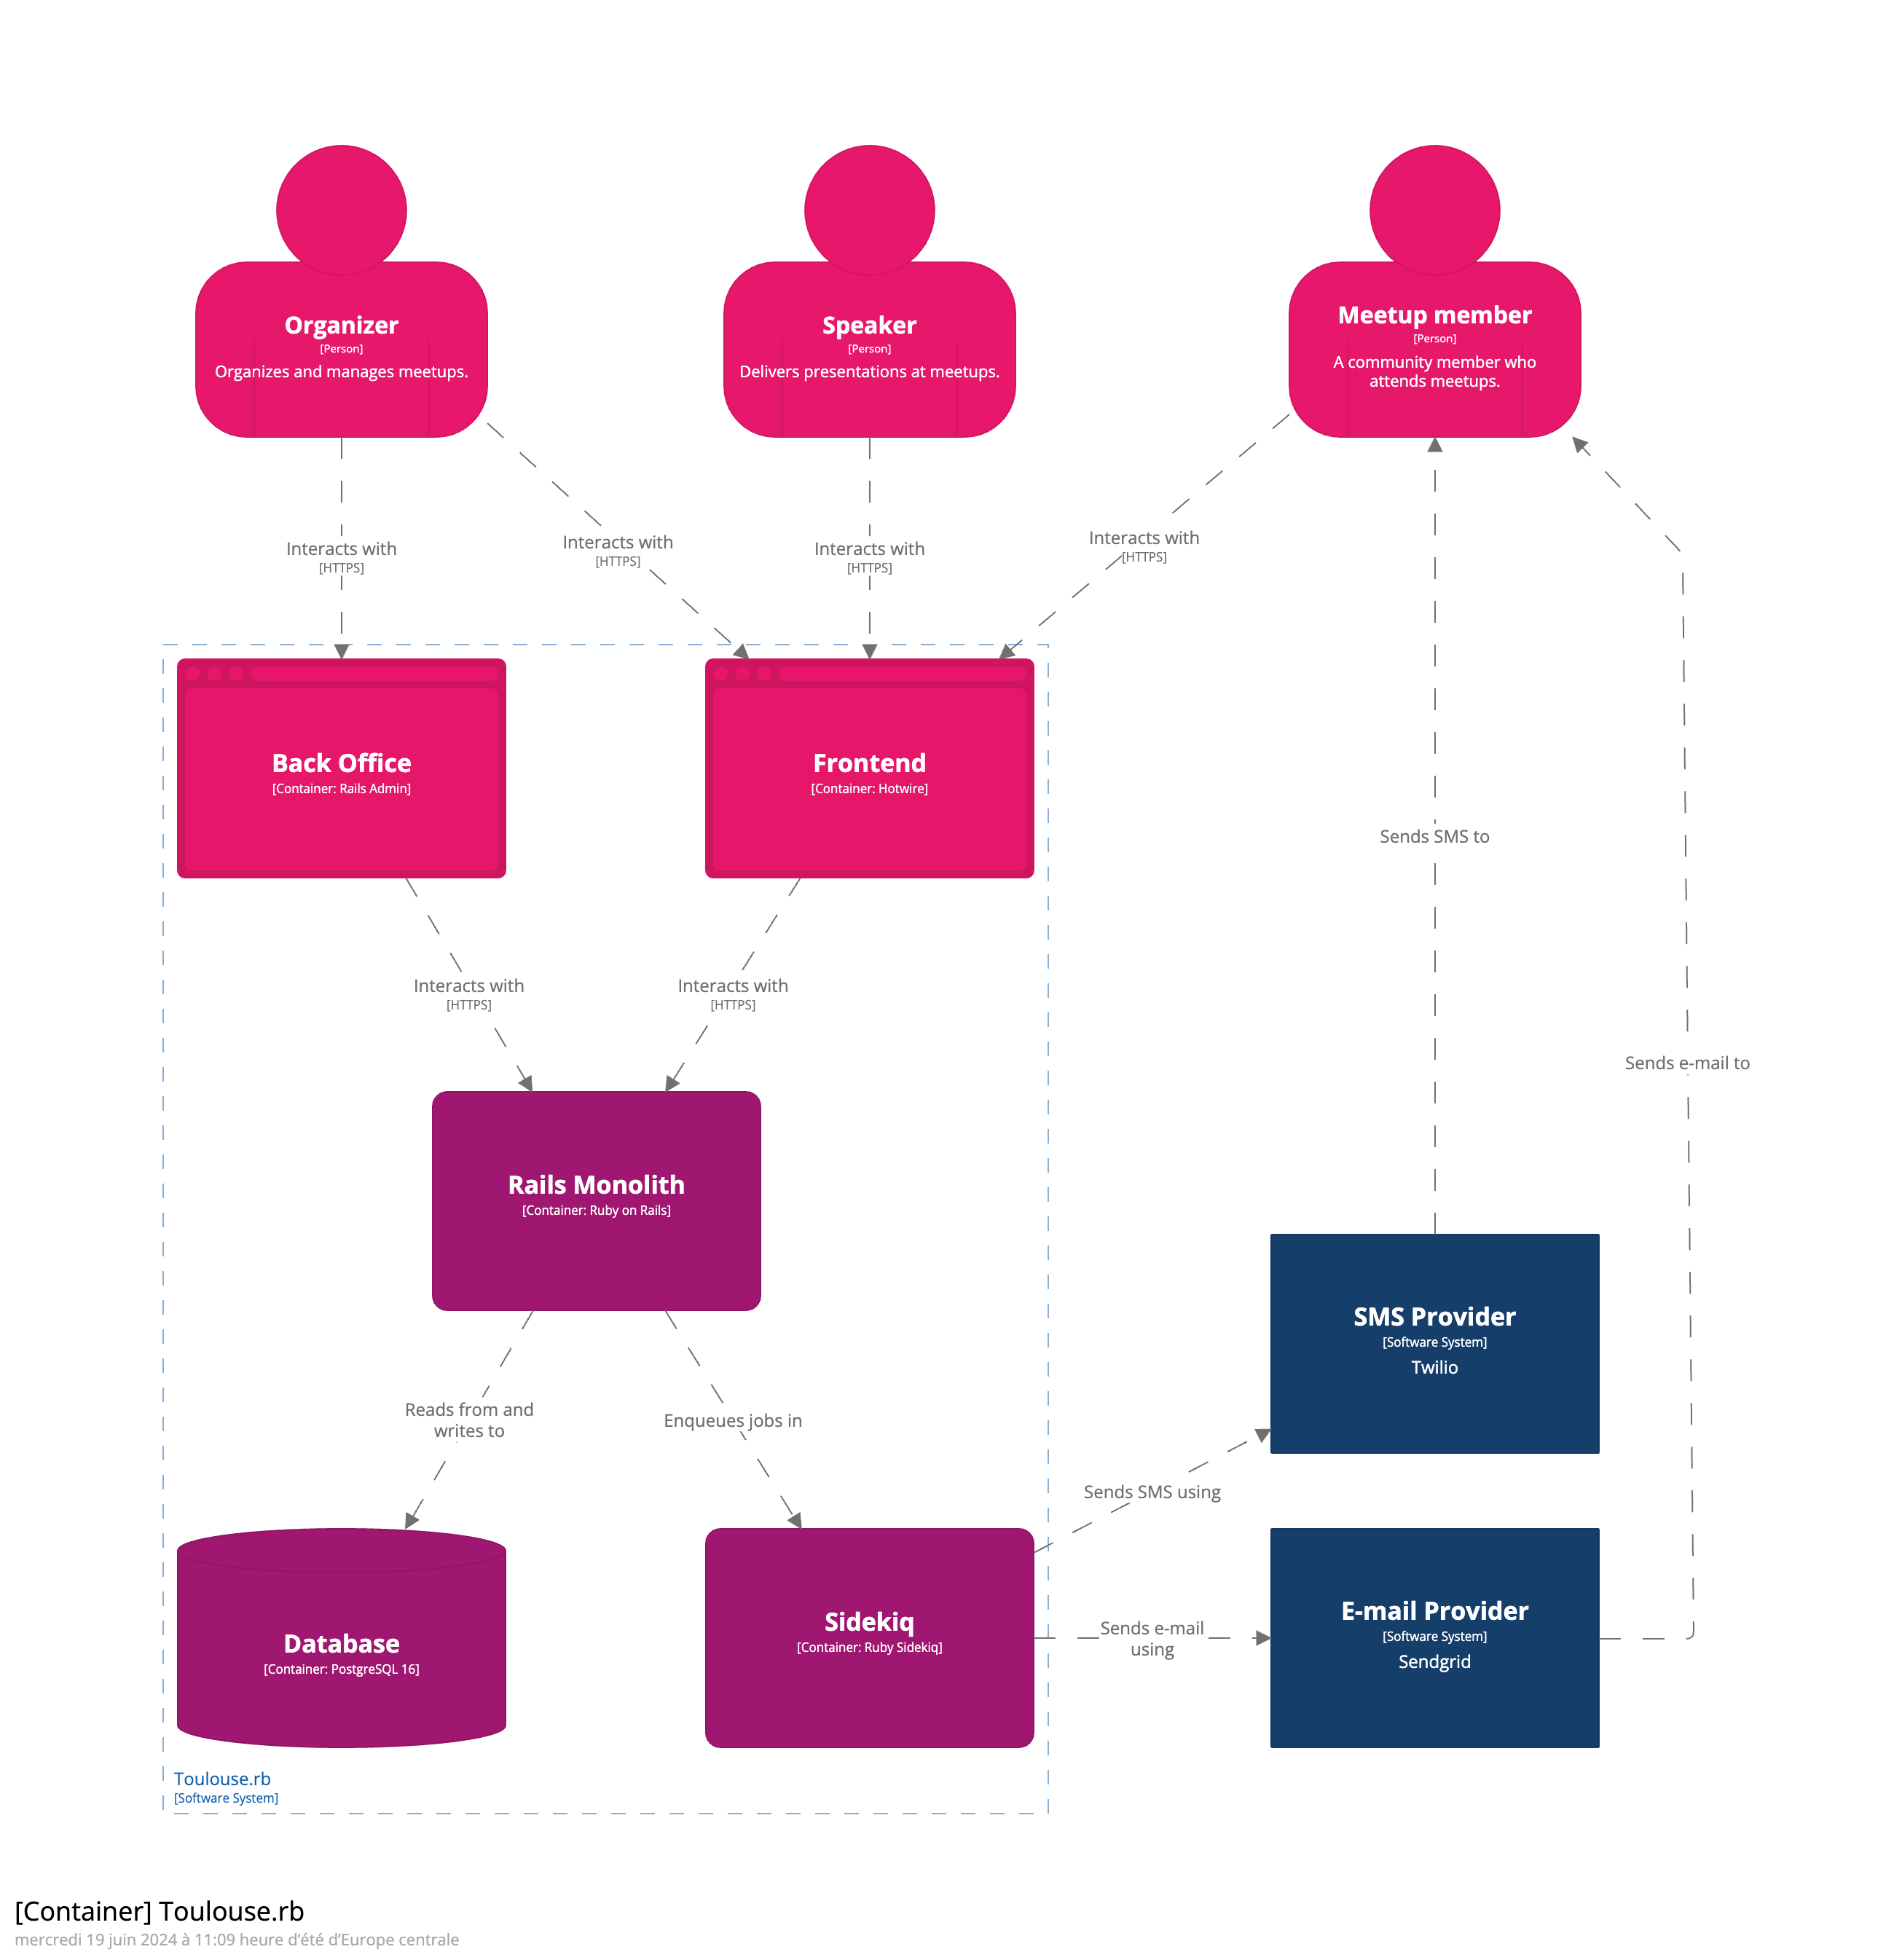 Organizer
[Person]
Organizes and manages meetups.
Speaker
[Person]
Delivers presentations at meetups.
Meetup member
[Person]
A community member who
attends meetups.
Interacts with
[HTTPS]
Interacts with
[HTTPS]
Interacts with
[HTTPS]
Interacts with
[HTTPS]
Back Office
[Container: Rails Admin]
Frontend
[Container: Hotwire]
Sends SMS to
Interacts with
[HTTPS]
Interacts with
[HTTPS]
Sends e-mail to
Rails Monolith
[Container: Ruby on Rails]
SMS Provider
[Software System]
Twilio
Reads from and
writes to
Enqueues jobs in
Sends SMS using
Database
[Container: PostgreSQL 16]
Sidekiq
[Container: Ruby Sidekiq]
Sends e-mail
using
E-mail Provider
[Software System]
Sendgrid
Toulouse.rb
[Software System]
[Container] Toulouse.rb
mercredi 19 juin 2024 à 11:09 heure d’été d’Europe centrale